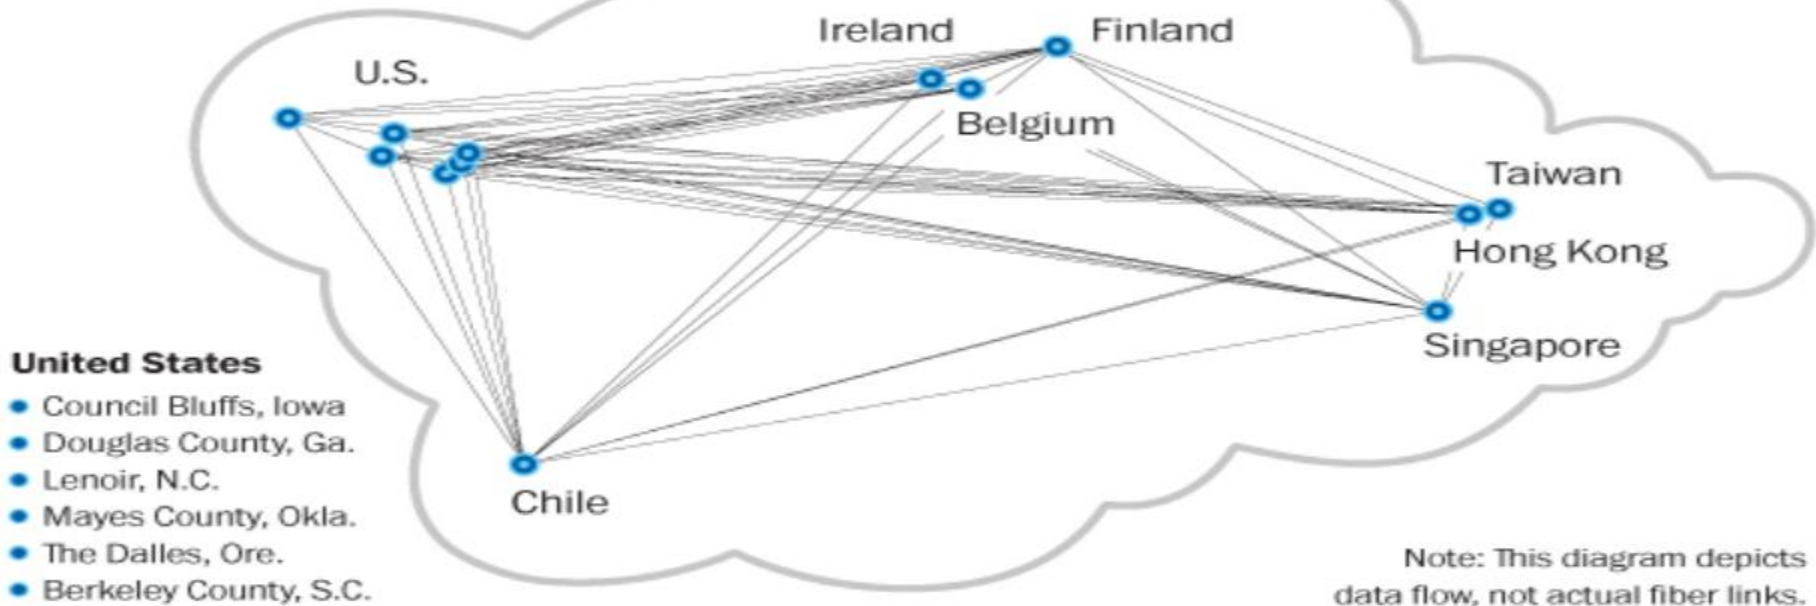 Ireland
Finland
U.S.
Belgium
Taiwan
Hong Kong
Singapore
Chile
United States
Council Bluffs, Iowa
Douglas County, Ga.
Lenoir, N.C.
Mayes County, Okla.
The Dalles, Ore.
Berkeley County, S.C.
Note: This diagram depicts
data flow, not actual fiber links.